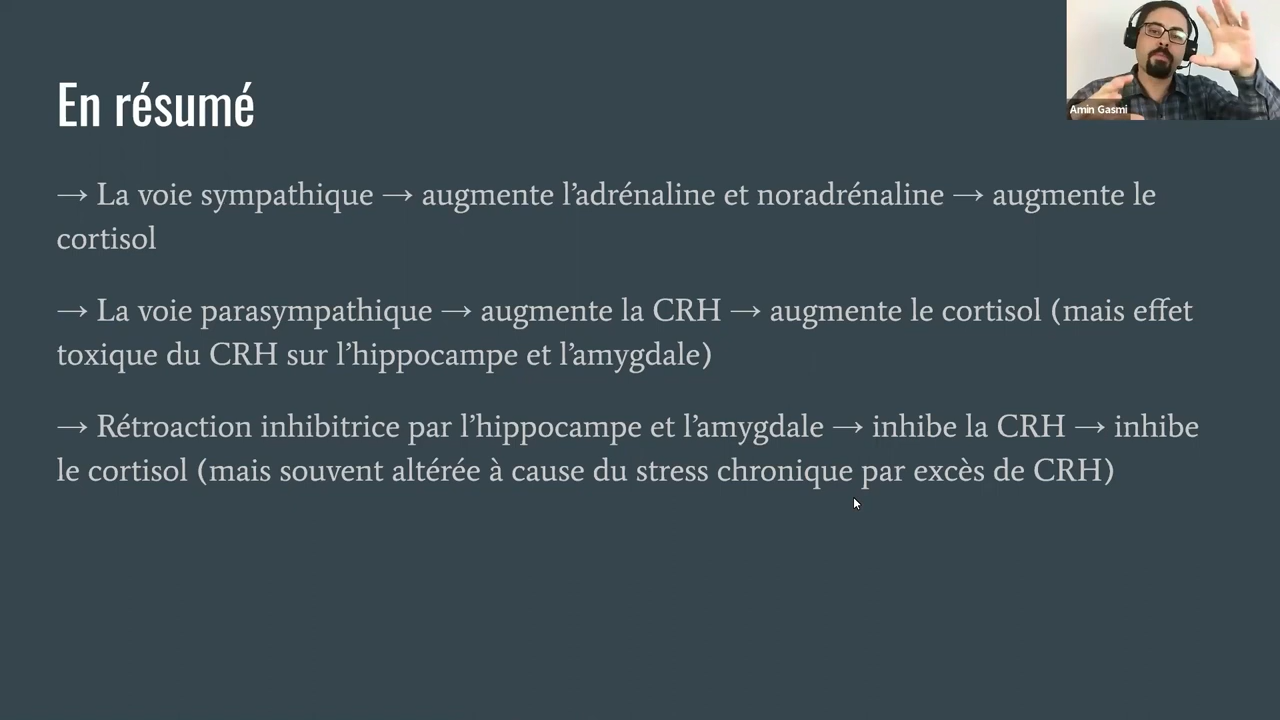 Amin Gasmi
En résumé
→ La voie sympathique → augmente l’adrénaline et noradrénaline → augmente le
cortisol
→ La voie parasympathique → augmente la CRH → augmente le cortisol (mais effet
toxique du CRH sur l’hippocampe et l’amygdale)
→ Rétroaction inhibitrice par l’hippocampe et l’amygdale → inhibe la CRH → inhibe
le cortisol (mais souvent altérée à cause du stress chronique par excès de CRH)